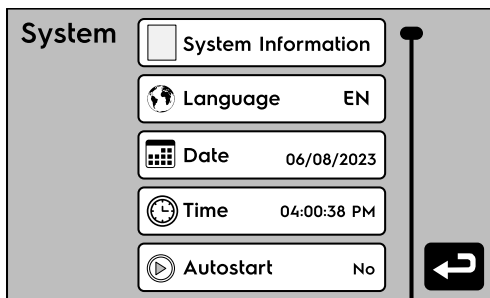 System
System Information
Language EN
Date 06/08/2023
Time 04:00:38 PM
Autostart No